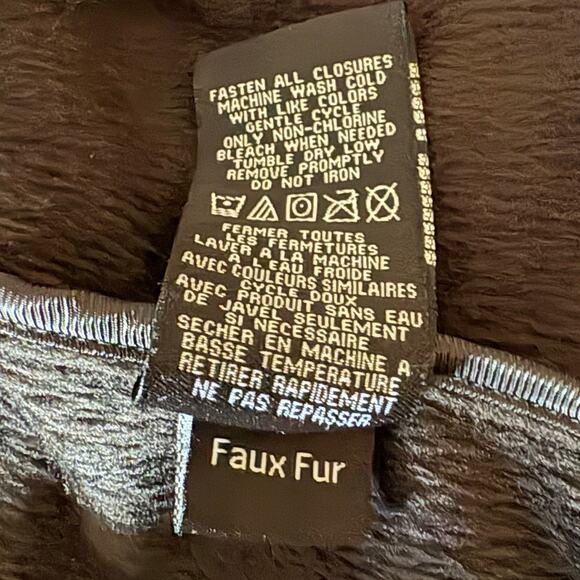 FASTEN ALL CLOSURES
MACHINE WASH COLD
WITH LIKE COLORS
GENTLE CYCLE
ONLY NON-CHLORINE
BLEACH WHEN NEEDED
TUMBLE DRY LOW
REMOVE PROMPTLY
DO NOT IRON
FERMER TOUTES
LES FERMETURES
LAVER A LA MACHINE
A L'EAU FROIDE
AVEC COULEURS SIMILAIRES
CYCLE DOUX
AVEC PRODUIT SANS EAU
DE JAVEL SEULEMENT
SI NECESSAIRE
SECHER EN MACHINE A
BASSE TEMPERATURE
RETIRER RAPIDEMENT
NE PAS REPASSER
Faux Fur